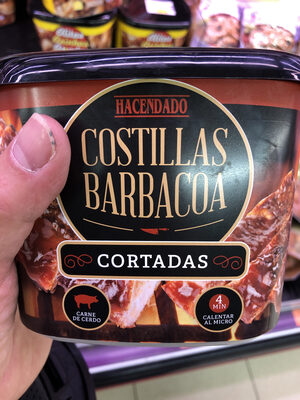 HACENDADO
COSTILLAS
BARBACOA
CORTADAS
CARNE
DE CERDO
4
MIN
CALENTAR
AL MICRO